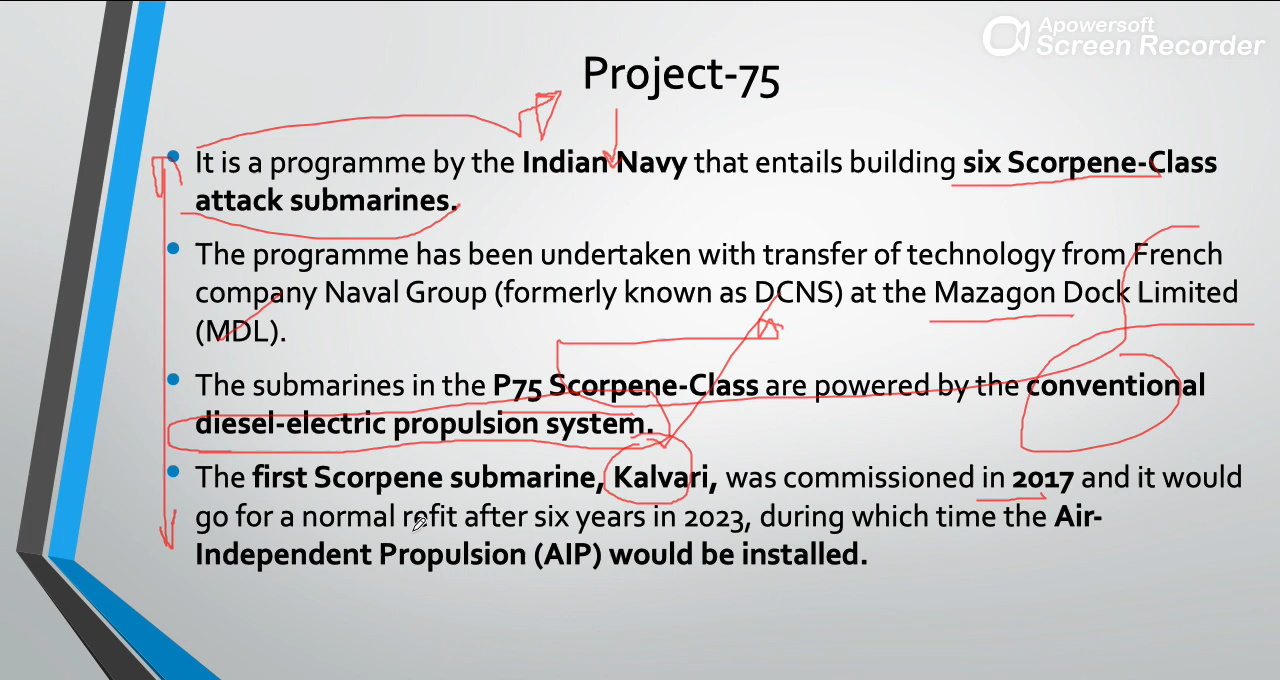 Apowersoft
Screen Recorder
Project-75
• It is a programme by the Indian Navy that entails building six Scorpene-Class
attack submarines.
• The programme has been undertaken with transfer of technology from French
company Naval Group (formerly known as DCNS) at the Mazagon Dock Limited
(MDL).
• The submarines in the P75 Scorpene-Class are powered by the conventional
diesel-electric propulsion system.
• The first Scorpene submarine, Kalvari, was commissioned in 2017 and it would
go for a normal refit after six years in 2023, during which time the Air-
Independent Propulsion (AIP) would be installed.